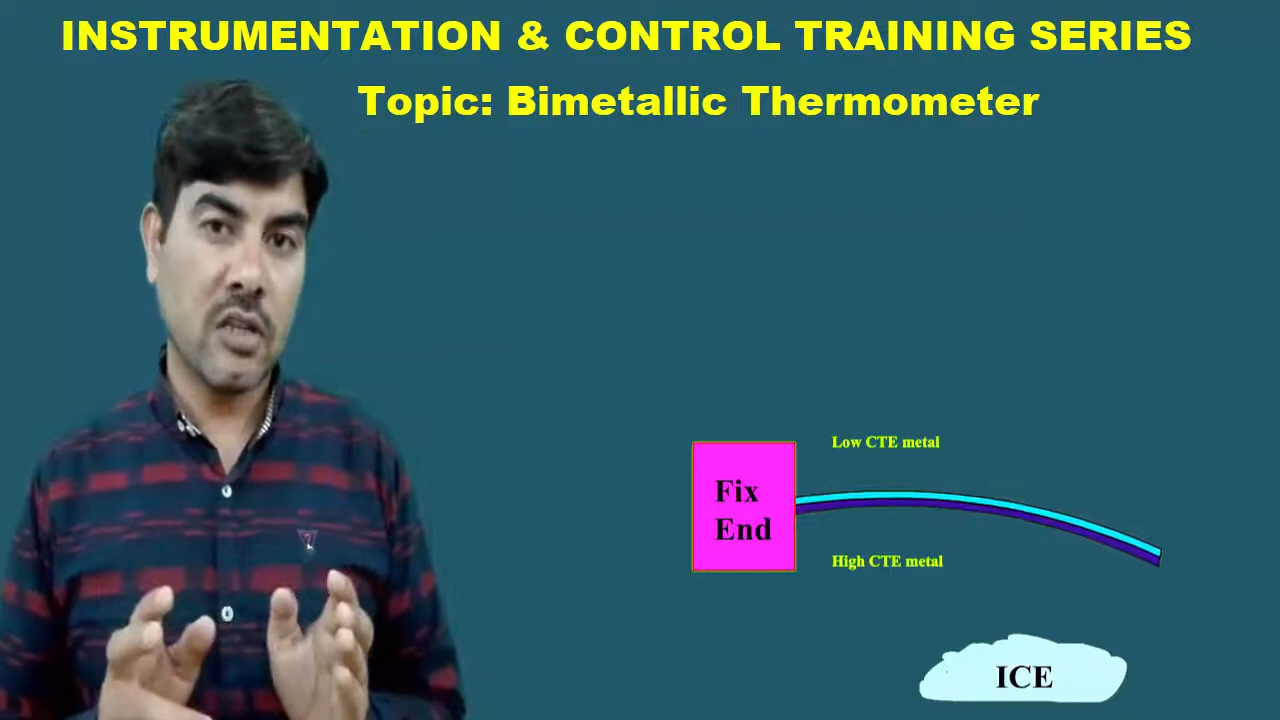 INSTRUMENTATION & CONTROL TRAINING SERIES
Topic: Bimetallic Thermometer
Low CTE metal
Fix
End
High CTE metal
ICE